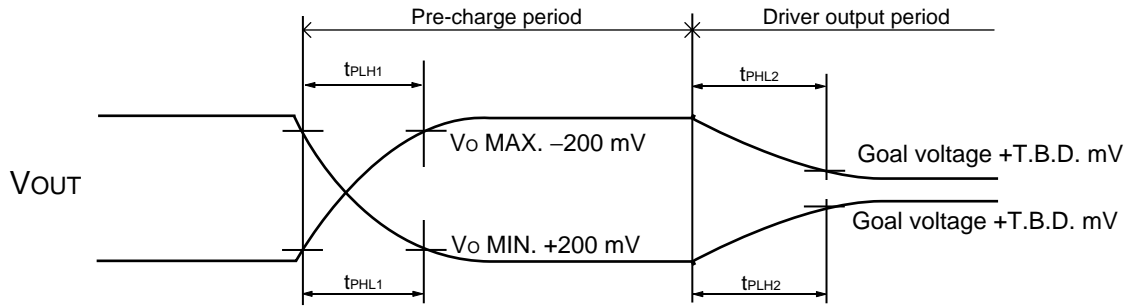 Pre-charge period
Driver output period
tPLH1
tPHL2
VO MAX. −200 mV
Goal voltage +T.B.D. mV
VOUT
Goal voltage +T.B.D. mV
VO MIN. +200 mV
tPHL1
tPLH2